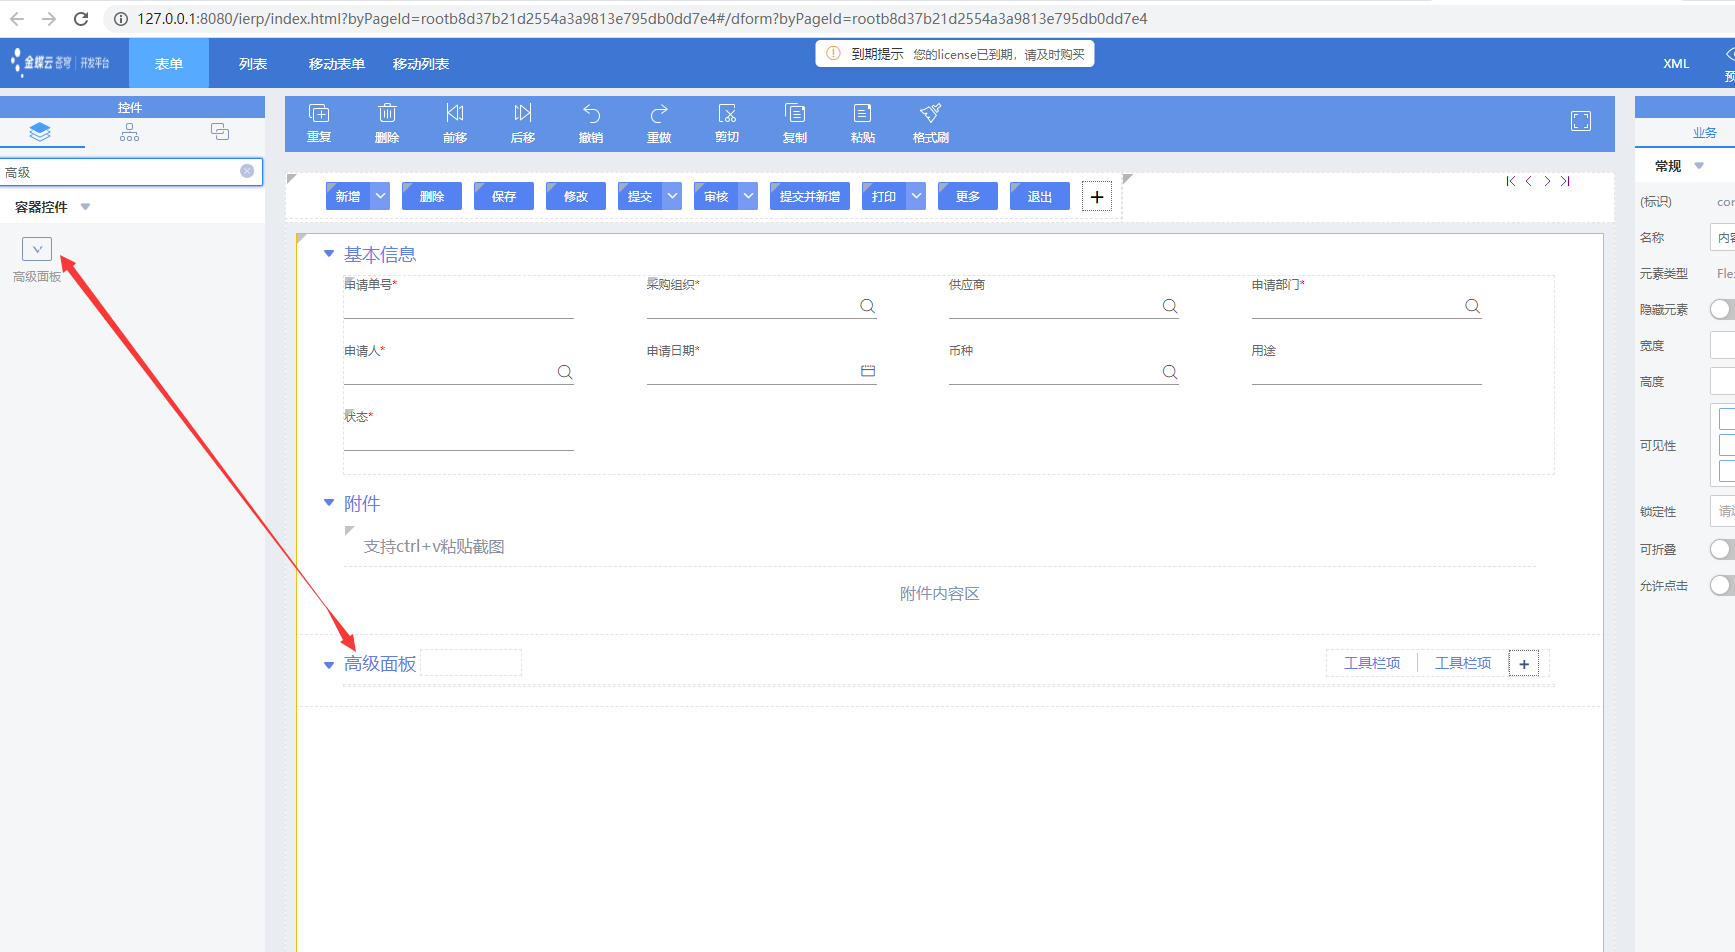 127.0.0.1:8080/ierp/index.html?byPageId=rootb8d37b21d2554a3a9813e795db0dd7e4#/dform?byPageId=rootb8d37b21d2554a3a9813e795db0dd7e4
金蝶云 苍穹 | 开发平台 表单 列表 移动表单 移动列表 到期提示 您的license已到期，请及时购买 XML
控件
重复 删除 前移 后移 撤销 重做 剪切 复制 粘贴 格式刷
业务
高级
常规
容器控件
新增 删除 保存 修改 提交 审核 提交并新增 打印 更多 退出
(标识) con
名称 内容
高级面板
元素类型 Fle
基本信息
申请单号* 采购组织* 供应商 申请部门*
隐藏元素
申请人* 申请日期* 币种 用途
宽度
高度
状态*
可见性
附件
锁定性
支持ctrl+v粘贴截图
可折叠
附件内容区
允许点击
高级面板 工具栏项 工具栏项